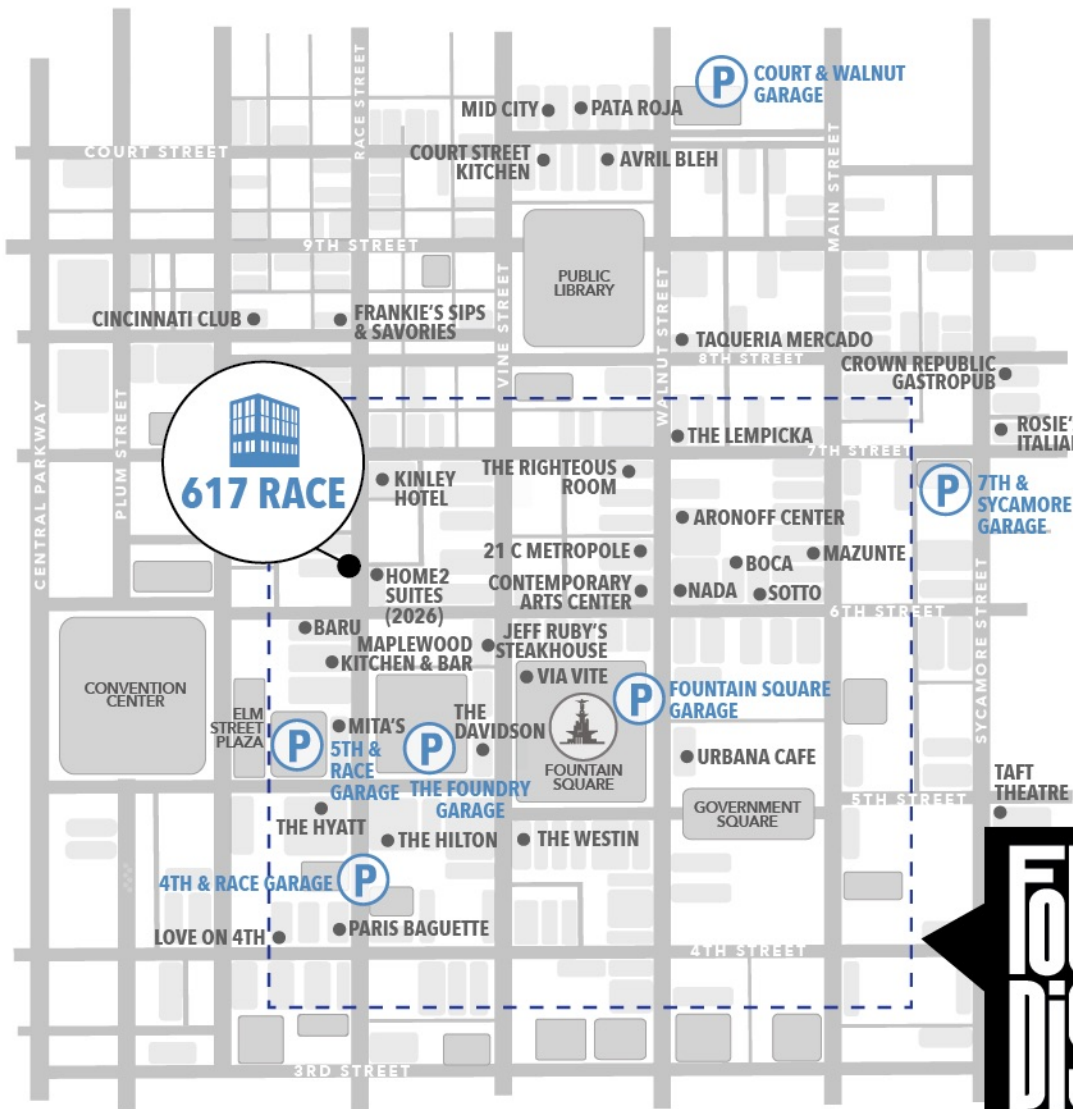 COURT & WALNUT
GARAGE
MID CITY
PATA ROJA
RACE STREET
COURT STREET
COURT STREET
KITCHEN
AVRIL BLEH
MAIN STREET
9TH STREET
PUBLIC
LIBRARY
VINE STREET
WALNUT STREET
CINCINNATI CLUB
FRANKIE'S SIPS
& SAVORIES
TAQUERIA MERCADO
8TH STREET
CROWN REPUBLIC
GASTROPUB
CENTRAL PARKWAY
PLUM STREET
617 RACE
THE LEMPICKA
ROSIE'S
ITALIAN
7TH STREET
KINLEY
HOTEL
THE RIGHTEOUS
ROOM
P
7TH &
SYCAMORE
GARAGE
ARONOFF CENTER
21 C METROPOLE
BOCA
MAZUNTE
HOME2
SUITES
(2026)
CONTEMPORARY
ARTS CENTER
NADA
SOTTO
6TH STREET
SYCAMORE STREET
BARU
MAPLEWOOD
KITCHEN & BAR
JEFF RUBY'S
STEAKHOUSE
VIA VITE
P
FOUNTAIN SQUARE
GARAGE
CONVENTION
CENTER
ELM
STREET
PLAZA
P
MITA'S
5TH &
RACE
GARAGE
P
THE FOUNDRY
GARAGE
THE
DAVIDSON
FOUNTAIN
SQUARE
URBANA CAFE
TAFT
THEATRE
5TH STREET
GOVERNMENT
SQUARE
THE HYATT
THE HILTON
THE WESTIN
4TH & RACE GARAGE
P
LOVE ON 4TH
PARIS BAGUETTE
4TH STREET
3RD STREET
P